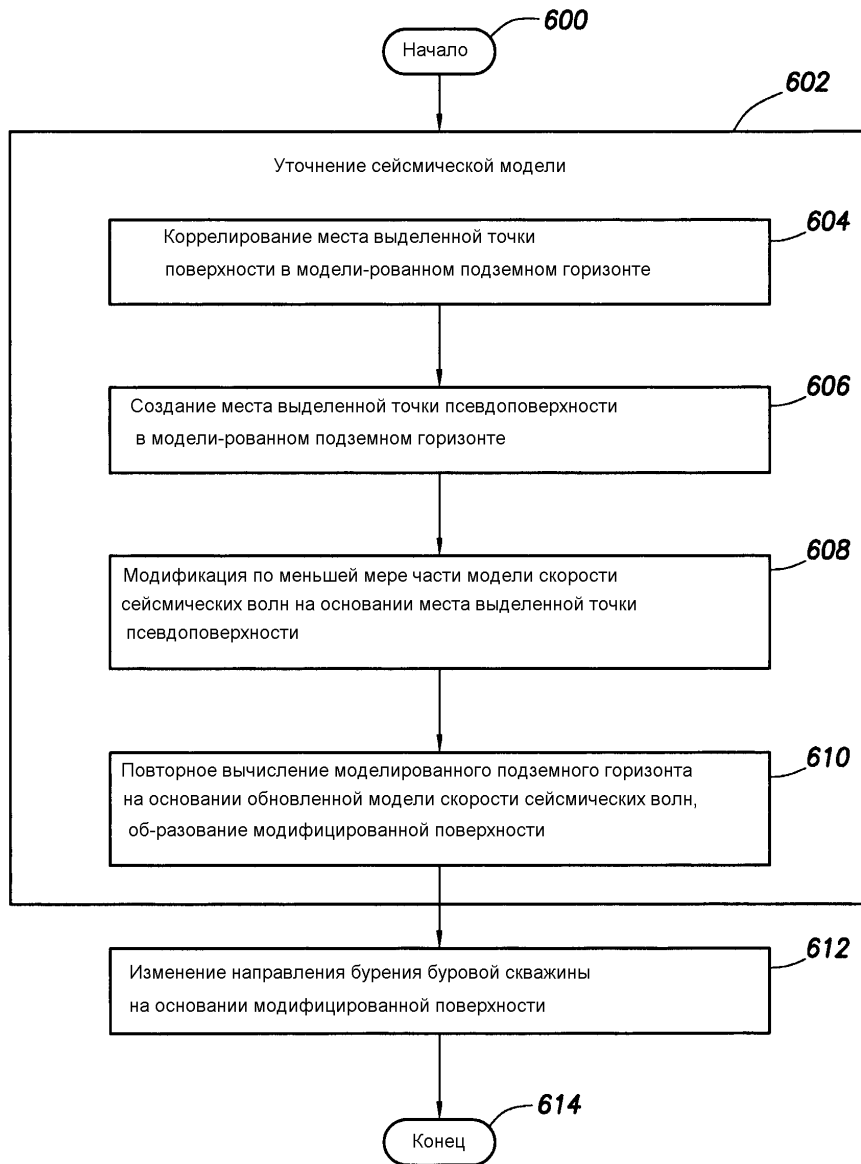 600
Начало
602
Уточнение сейсмической модели
604
Коррелирование места выделенной точки
поверхности в модели-рованном подземном горизонте
606
Создание места выделенной точки псевдоповерхности
в модели-рованном подземном горизонте
608
Модификация по меньшей мере части модели скорости
сейсмических волн на основании места выделенной точки
псевдоповерхности
610
Повторное вычисление моделированного подземного горизонта
на основании обновленной модели скорости сейсмических волн,
об-разование модифицированной поверхности
612
Изменение направления бурения буровой скважины
на основании модифицированной поверхности
614
Конец